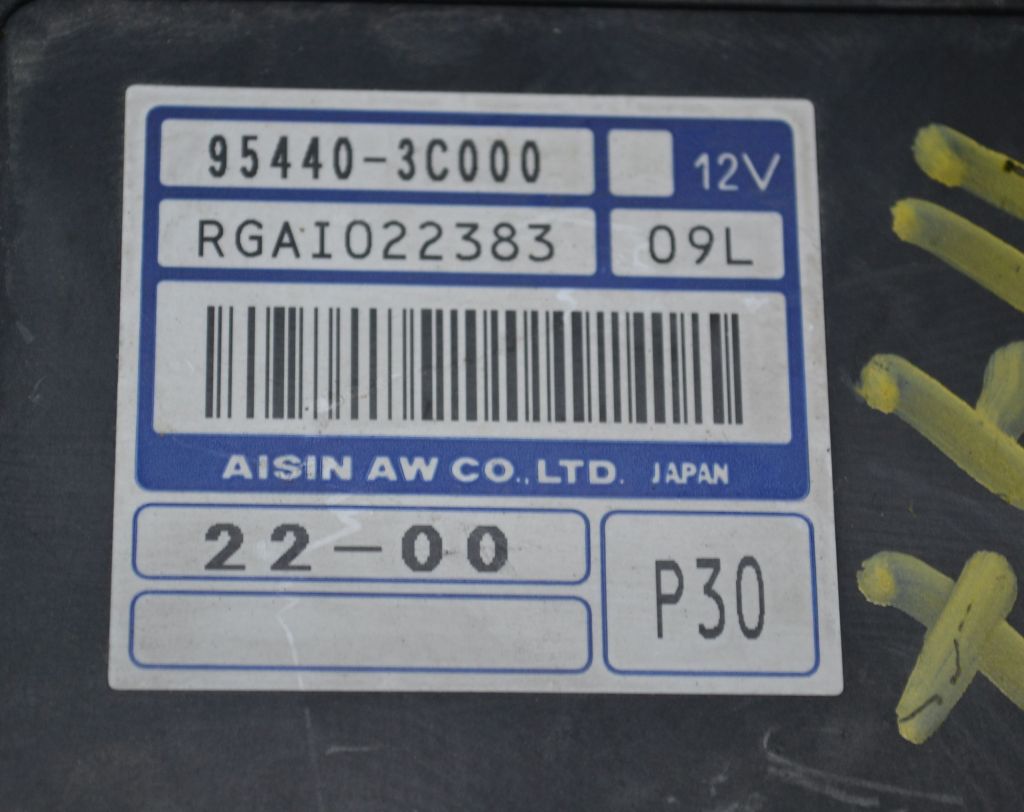 95440-3C000
12V
RGAI022383
09L
AISIN AW CO.,LTD. JAPAN
22-00
P30